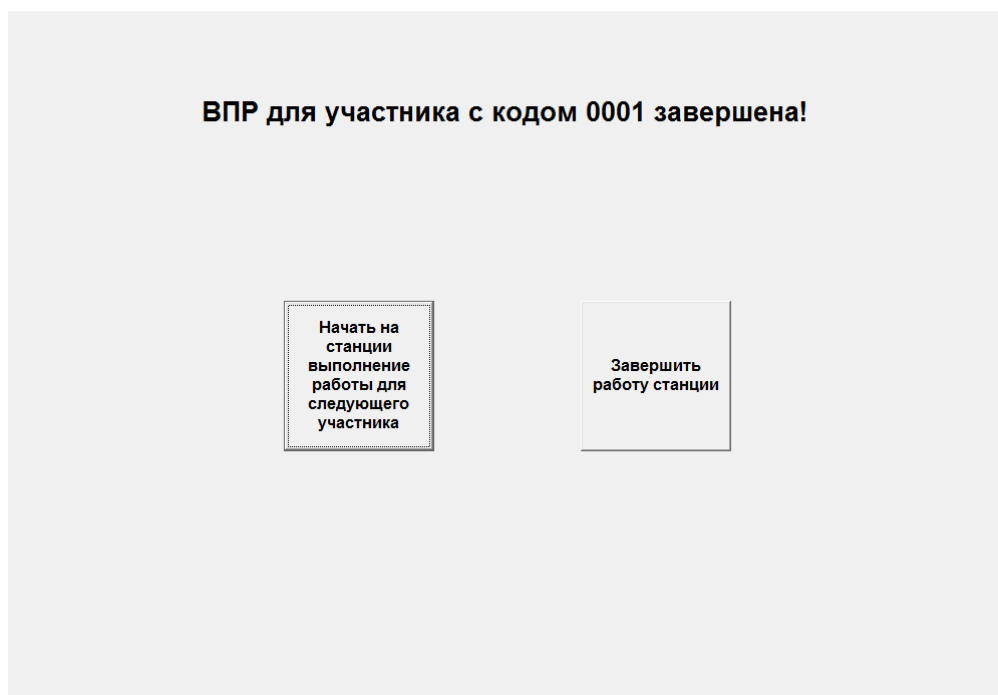 ВПР для участника с кодом 0001 завершена!
Начать на
станции
выполнение
работы для
следующего
участника
Завершить
работу станции